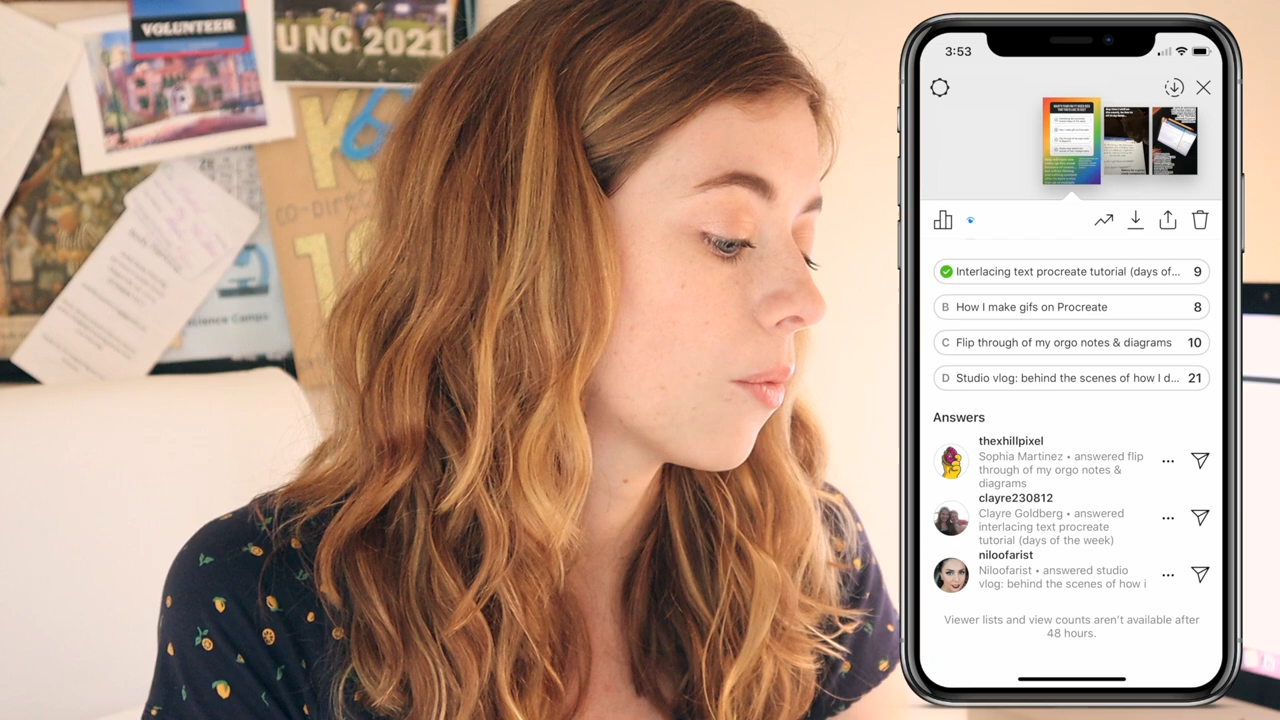 VOLUNTEER
UNC 2021
28
CO-DIR
Science Camps
3:53
Interlacing text procreate tutorial (days of... 9
B How I make gifs on Procreate 8
C Flip through of my orgo notes & diagrams 10
D Studio vlog: behind the scenes of how I d... 21
Answers
thexhillpixel
Sophia Martinez • answered flip
through of my orgo notes &
diagrams
clayre230812
Clayre Goldberg • answered
interlacing text procreate
tutorial (days of the week)
niloofarist
Niloofarist • answered studio
vlog: behind the scenes of how i
Viewer lists and view counts aren't available after
48 hours.